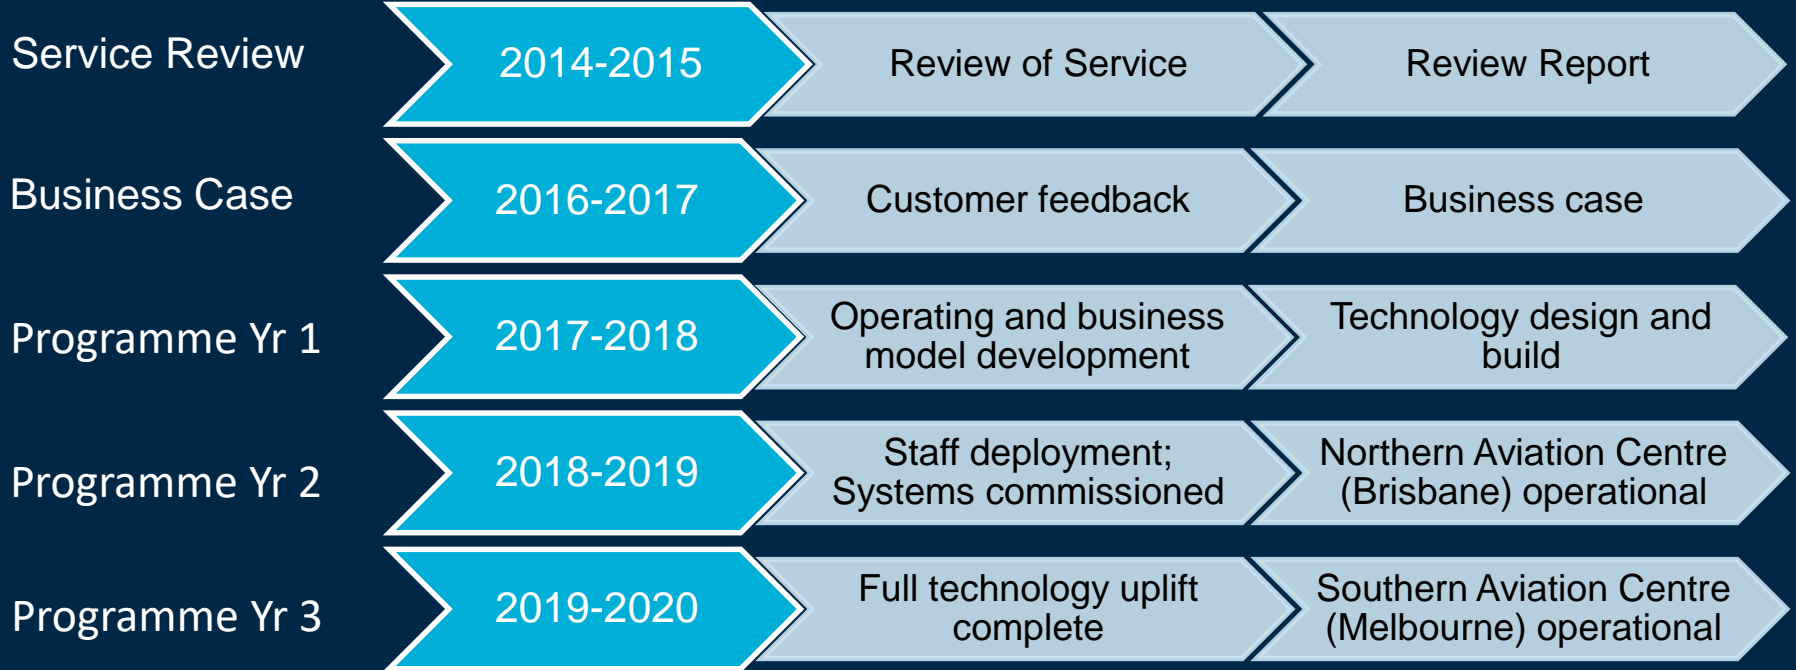 Service Review
2014-2015
Review of Service
Review Report
Business Case
2016-2017
Customer feedback
Business case
Programme Yr 1
2017-2018
Operating and business
model development
Technology design and
build
Programme Yr 2
2018-2019
Staff deployment;
Systems commissioned
Northern Aviation Centre
(Brisbane) operational
Programme Yr 3
2019-2020
Full technology uplift
complete
Southern Aviation Centre
(Melbourne) operational